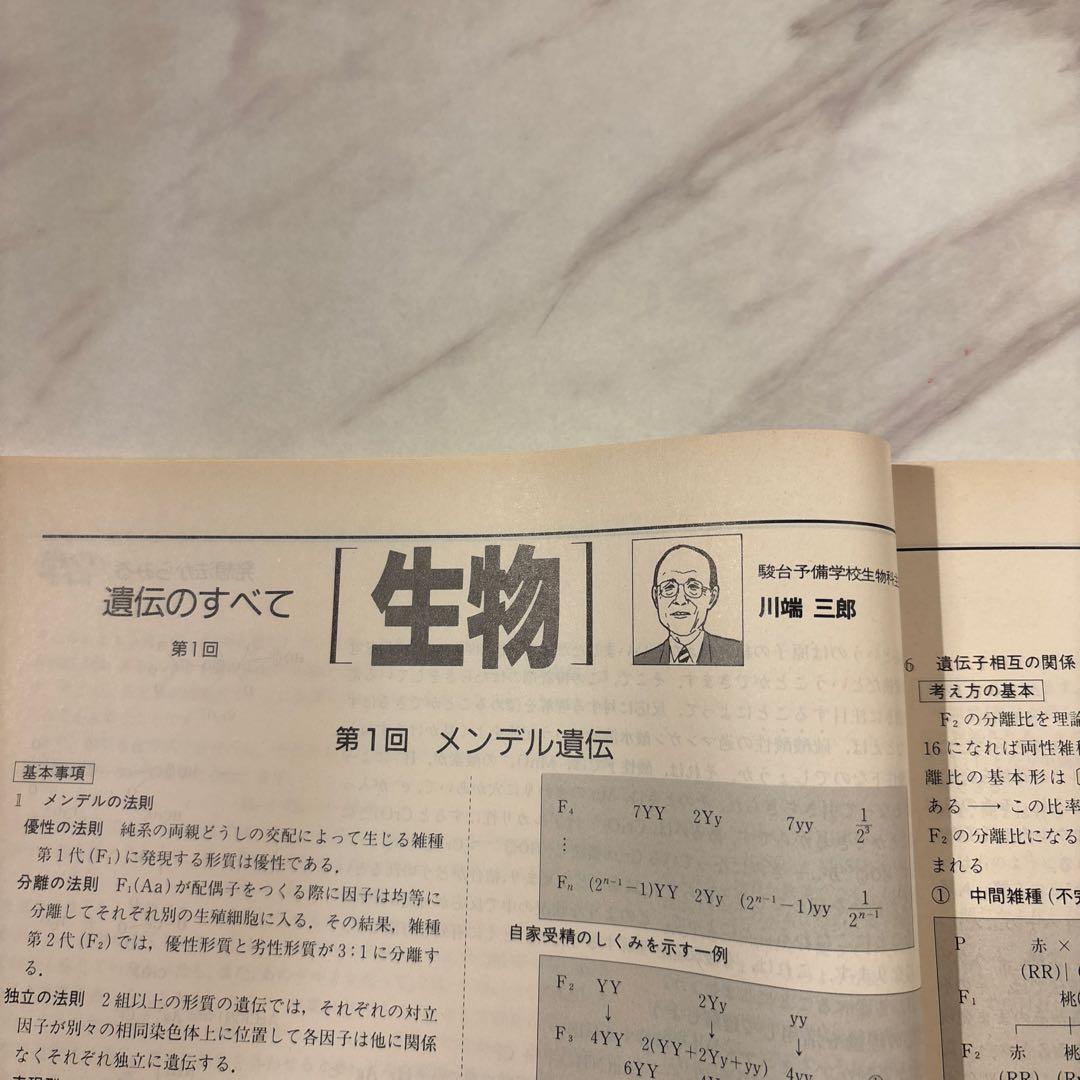 遺伝のすべて
第1回
[生物]
駿台予備学校生物科
川端 三郎
第1回 メンデル遺伝
基本事項
1 メンデルの法則
優性の法則 純系の両親どうしの交配によって生じる雑種
第1代(F₁)に発現する形質は優性である.
分離の法則 F₁(Aa)が配偶子をつくる際に因子は均等に
分離してそれぞれ別の生殖細胞に入る. その結果, 雑種
第2代(F₂)では, 優性形質と劣性形質が3:1に分離す
る.
独立の法則 2組以上の形質の遺伝では, それぞれの対立
因子が別々の相同染色体上に位置して各因子は他に関係
なくそれぞれ独立に遺伝する.
F₄ 7YY 2Yy 7yy 1/2³
⋮
Fₙ (2ⁿ⁻¹−1)YY 2Yy (2ⁿ⁻¹−1)yy 1/2ⁿ⁻¹
自家受精のしくみを示す一例
F₂ YY 2Yy yy
↓ ↓ ↓
F₃ 4YY 2(YY+2Yy+yy) 4yy
6YY
6 遺伝子相互の関係
考え方の基本
F₂の分離比を理論
16になれば両性雑種
離比の基本形は
ある → この比率
F₂の分離比になる
まれる
① 中間雑種(不完
P 赤 ×
(RR)
F₁ 桃
F₂ 赤 桃
(RR)